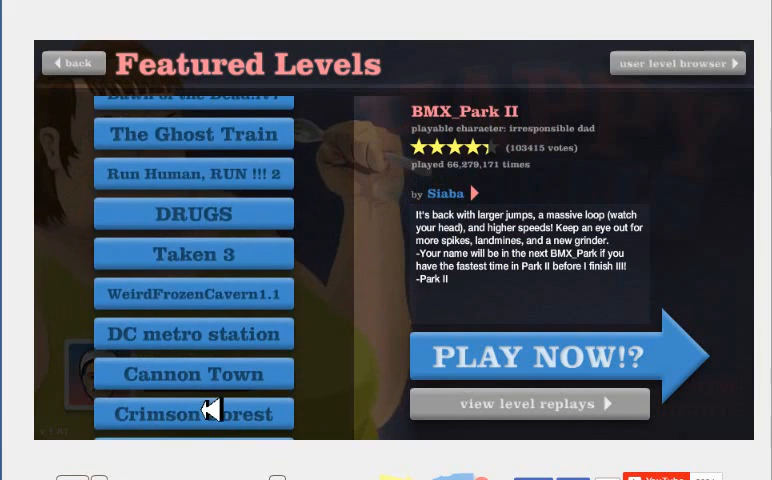 back
Featured Levels
user level browser
The Ghost Train
Run Human, RUN !!! 2
DRUGS
Taken 3
WeirdFrozenCavern1.1
DC metro station
Cannon Town
Crimson Forest
BMX_Park II
playable character: irresponsible dad
(103415 votes)
played 66,279,171 times
by Siaba
It's back with larger jumps, a massive loop (watch
your head), and higher speeds! Keep an eye out for
more spikes, landmines, and a new grinder.
-Your name will be in the next BMX_Park if you
have the fastest time in Park II before I finish III!
-Park II
PLAY NOW!?
view level replays
YouTube